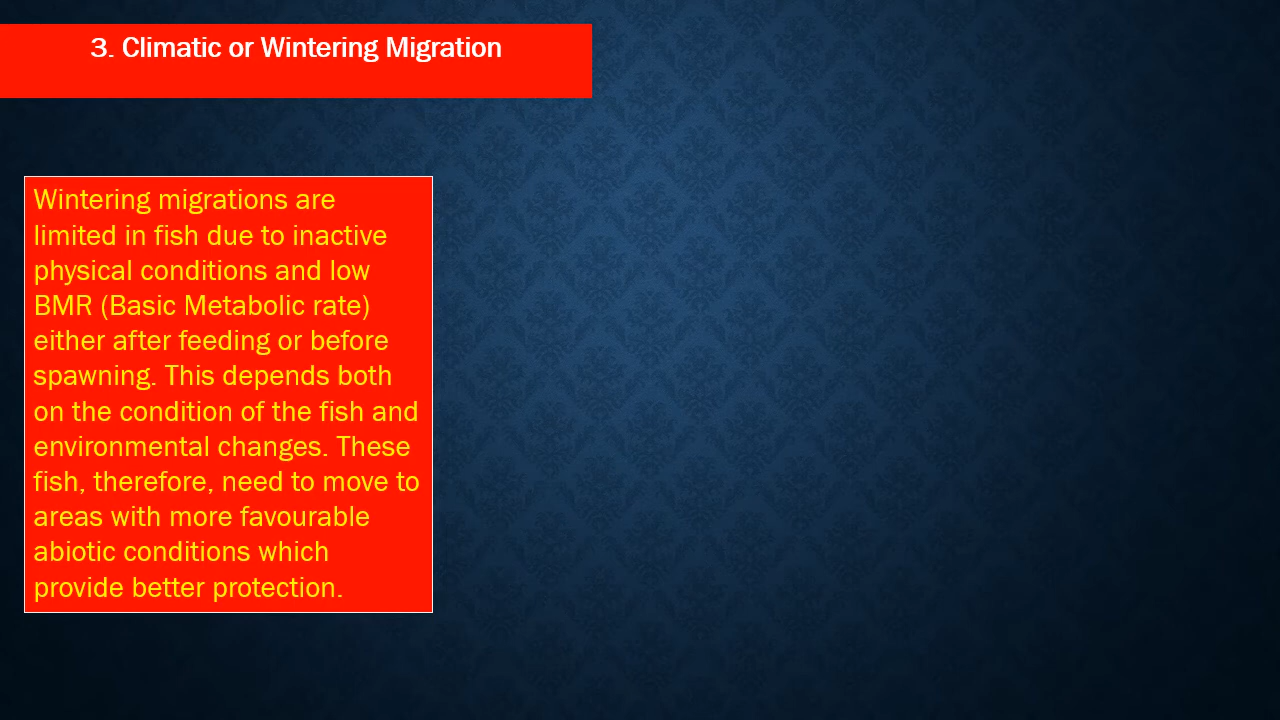 3. Climatic or Wintering Migration
Wintering migrations are
limited in fish due to inactive
physical conditions and low
BMR (Basic Metabolic rate)
either after feeding or before
spawning. This depends both
on the condition of the fish and
environmental changes. These
fish, therefore, need to move to
areas with more favourable
abiotic conditions which
provide better protection.